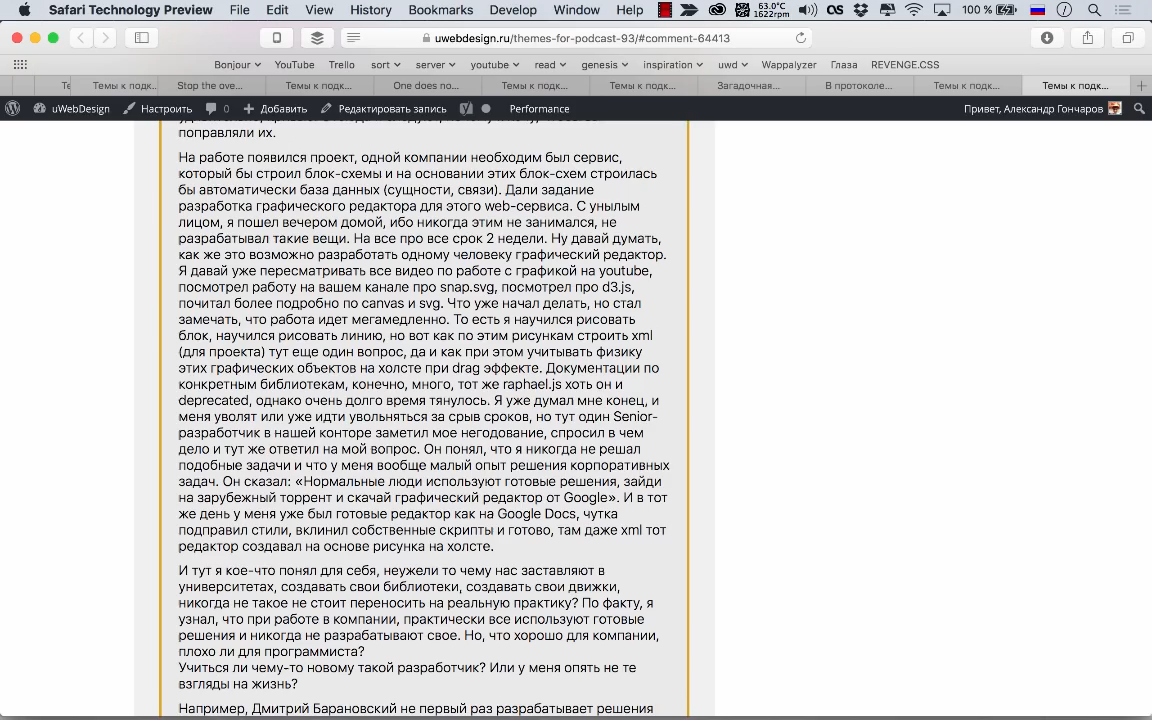 Safari Technology Preview File Edit View History Bookmarks Develop Window Help 63.0°C 1622rpm 100 %
uwebdesign.ru/themes-for-podcast-93/#comment-64413
Bonjour YouTube Trello sort server youtube read genesis inspiration uwd Wappalyzer Глаза REVENGE.CSS
Те Темы к подк... Stop the ove... Темы к подк... One does no... Темы к подк... Темы к подк... Загадочная... В протоколе... Темы к подк... Темы к подк...
uWebDesign Настроить 0 Добавить Редактировать запись Performance Привет, Александр Гончаров
поправляли их.
На работе появился проект, одной компании необходим был сервис,
который бы строил блок-схемы и на основании этих блок-схем строилась
бы автоматически база данных (сущности, связи). Дали задание
разработка графического редактора для этого web-сервиса. С унылым
лицом, я пошел вечером домой, ибо никогда этим не занимался, не
разрабатывал такие вещи. На все про все срок 2 недели. Ну давай думать,
как же это возможно разработать одному человеку графический редактор.
Я давай уже пересматривать все видео по работе с графикой на youtube,
посмотрел работу на вашем канале про snap.svg, посмотрел про d3.js,
почитал более подробно по canvas и svg. Что уже начал делать, но стал
замечать, что работа идет мегамедленно. То есть я научился рисовать
блок, научился рисовать линию, но вот как по этим рисункам строить xml
(для проекта) тут еще один вопрос, да и как при этом учитывать физику
этих графических объектов на холсте при drag эффекте. Документации по
конкретным библиотекам, конечно, много, тот же raphael.js хоть он и
deprecated, однако очень долго время тянулось. Я уже думал мне конец, и
меня уволят или уже идти увольняться за срыв сроков, но тут один Senior-
разработчик в нашей конторе заметил мое негодование, спросил в чем
дело и тут же ответил на мой вопрос. Он понял, что я никогда не решал
подобные задачи и что у меня вообще малый опыт решения корпоративных
задач. Он сказал: «Нормальные люди используют готовые решения, зайди
на зарубежный торрент и скачай графический редактор от Google». И в тот
же день у меня уже был готовые редактор как на Google Docs, чутка
подправил стили, вклинил собственные скрипты и готово, там даже xml тот
редактор создавал на основе рисунка на холсте.
И тут я кое-что понял для себя, неужели то чему нас заставляют в
университетах, создавать свои библиотеки, создавать свои движки,
никогда не такое не стоит переносить на реальную практику? По факту, я
узнал, что при работе в компании, практически все используют готовые
решения и никогда не разрабатывают свое. Но, что хорошо для компании,
плохо ли для программиста?
Учиться ли чему-то новому такой разработчик? Или у меня опять не те
взгляды на жизнь?
Например, Дмитрий Барановский не первый раз разрабатывает решения